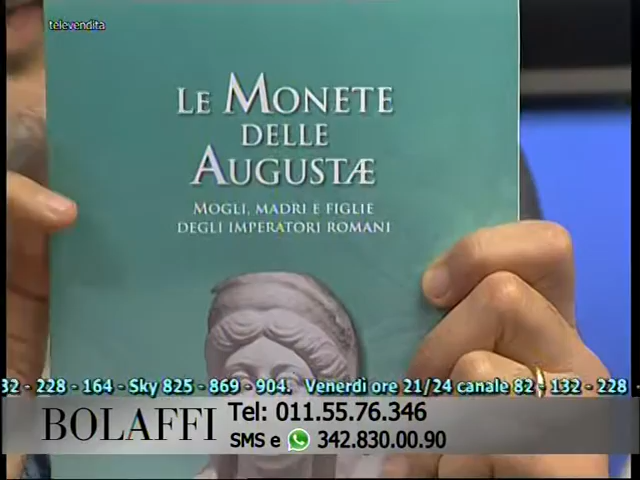 televendita
LE MONETE
DELLE
AUGUSTÆ
MOGLI, MADRI E FIGLIE
DEGLI IMPERATORI ROMANI
32 - 228 - 164 - Sky 825 - 869 - 904. Venerdì ore 21/24 canale 82 - 132 - 228 -
BOLAFFI
Tel: 011.55.76.346
SMS e 342.830.00.90